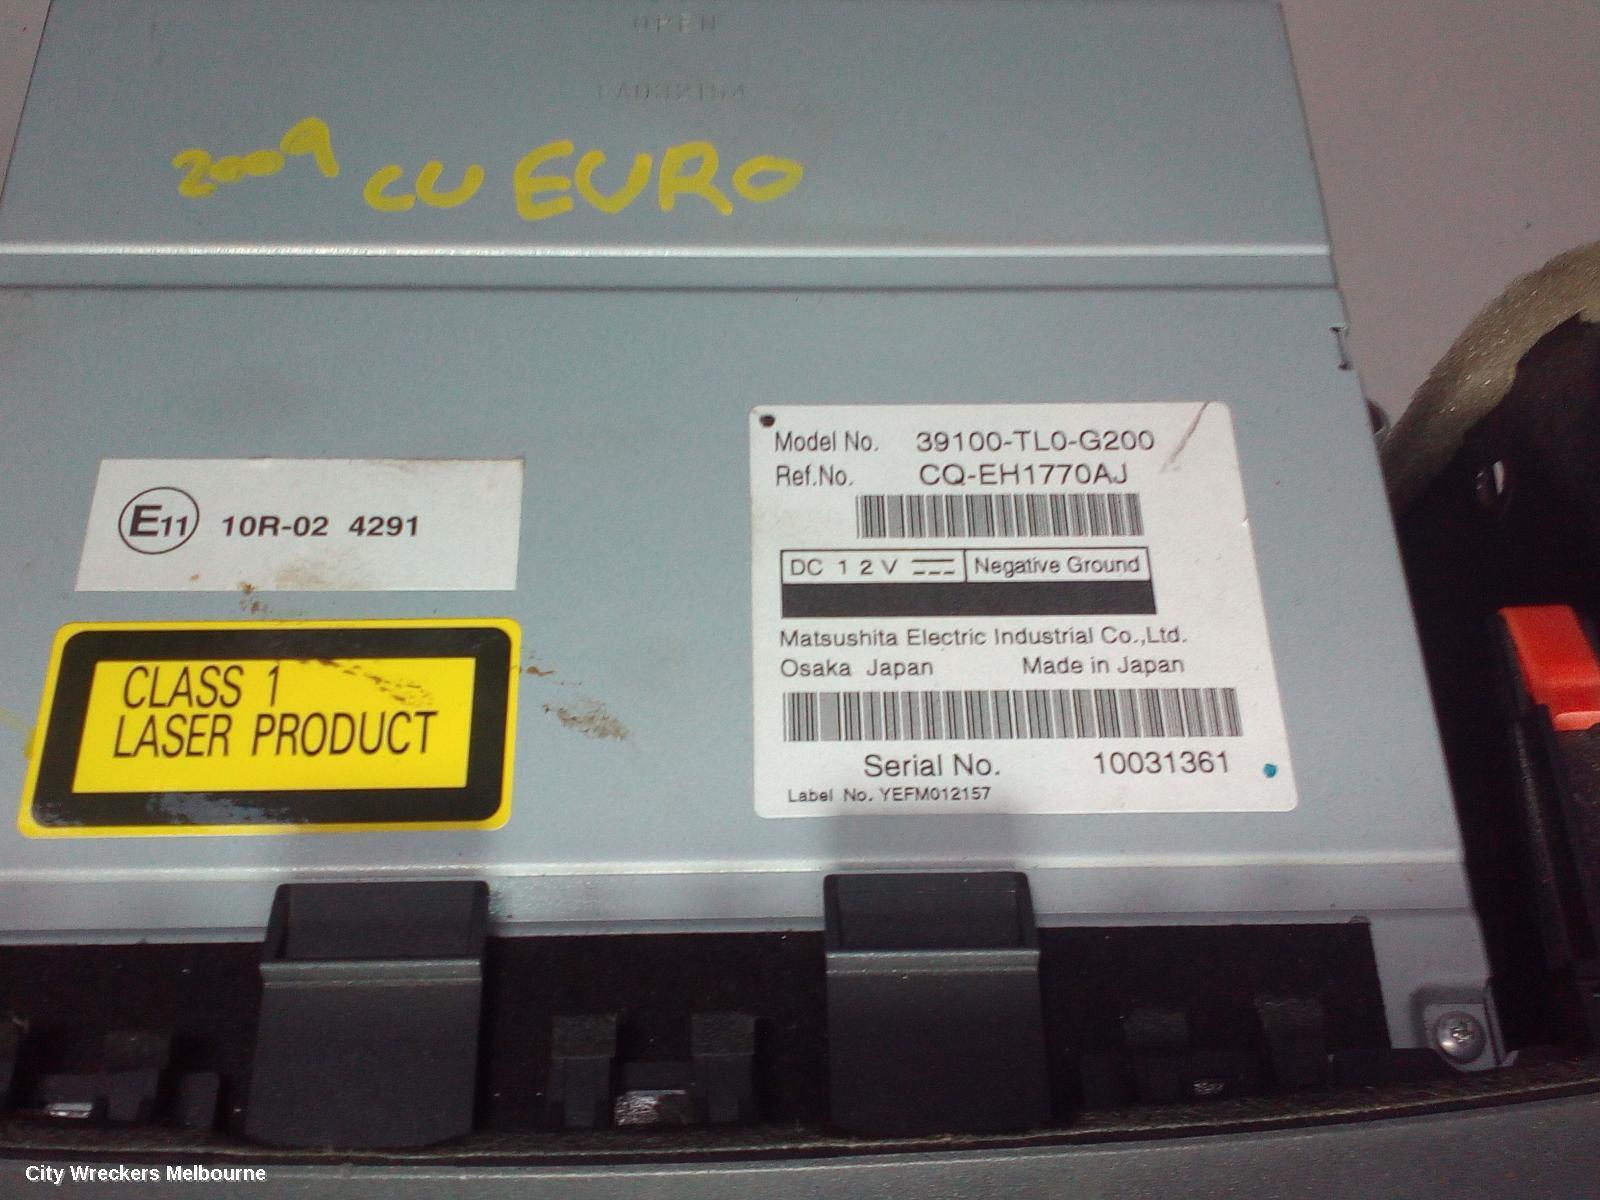 OPEN
2009 CU EURO
Model No. 39100-TL0-G200
Ref.No. CQ-EH1770AJ
E11 10R-02 4291
DC 12V Negative Ground
Matsushita Electric Industrial Co.,Ltd.
Osaka Japan Made in Japan
CLASS 1
LASER PRODUCT
Serial No. 10031361
Label No. YEFM012157
City Wreckers Melbourne